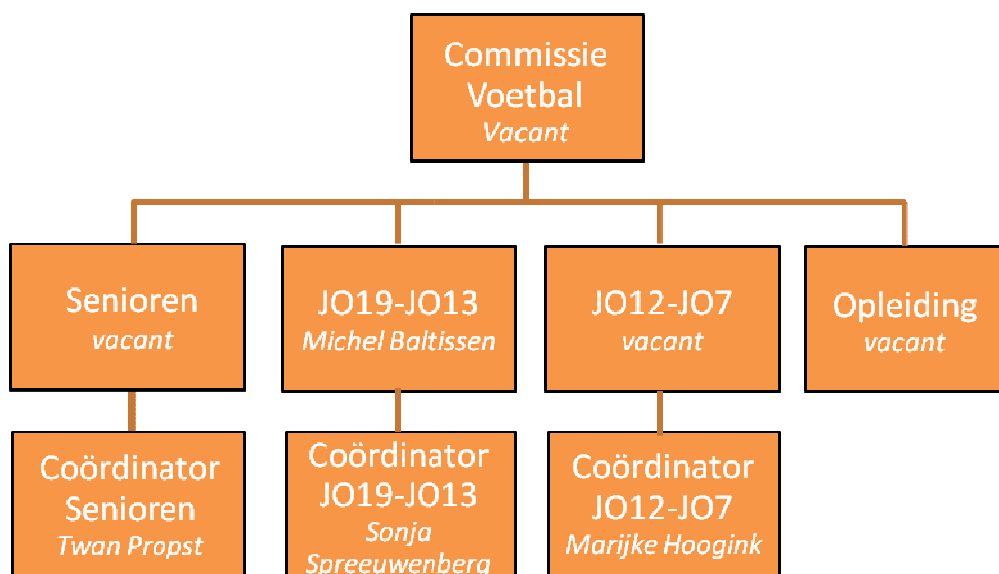 Commissie
Voetbal
Vacant
Senioren
vacant
JO19-JO13
Michel Baltissen
JO12-JO7
vacant
Opleiding
vacant
Coördinator
Senioren
Twan Propst
Coördinator
JO19-JO13
Sonja
Spreeuwenberg
Coördinator
JO12-JO7
Marijke Hoogink